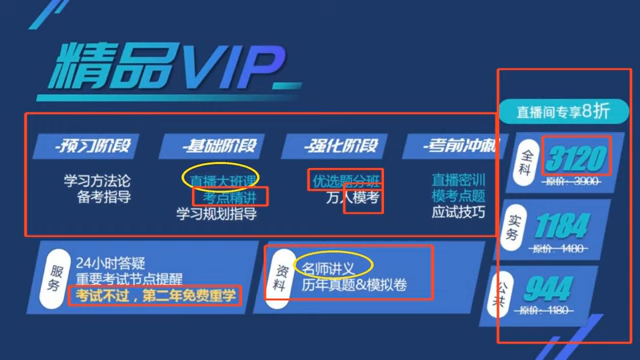 精品VIP
直播间专享8折
-预习阶段
-基础阶段
-强化阶段
-考前冲刺
学习方法论
备考指导
直播大班课
考点精讲
学习规划指导
优选题分班
万人模考
直播密训
模考点题
应试技巧
全科
3120
原价:3900
实务
1184
原价:1480
公共
944
原价:1180
服务
24小时答疑
重要考试节点提醒
考试不过，第二年免费重学
资料
名师讲义
历年真题&模拟卷